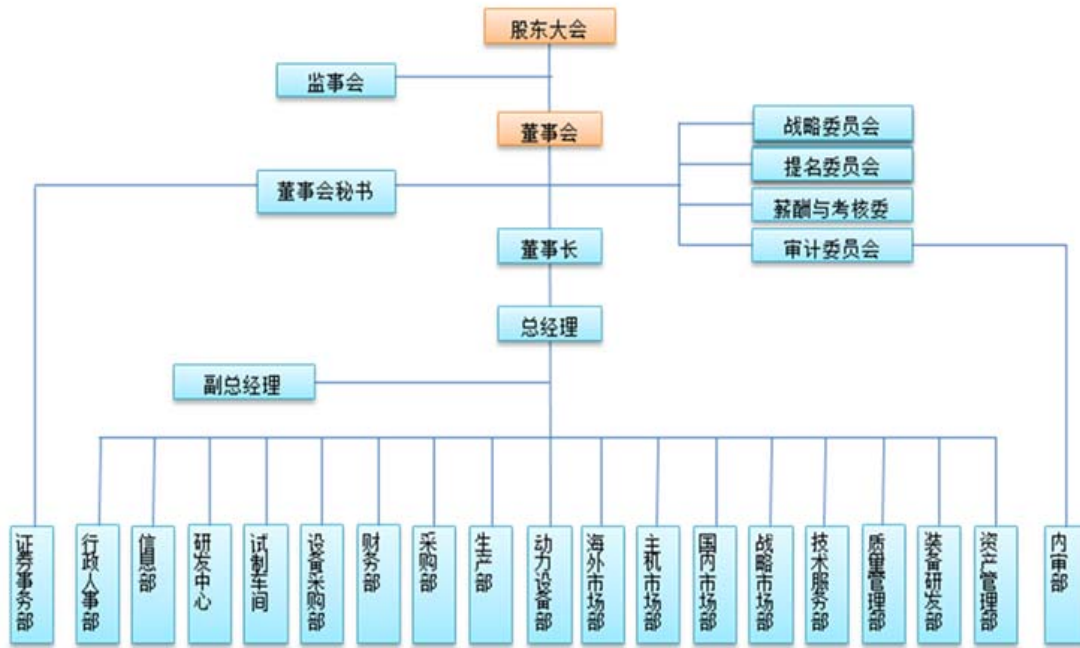 股东大会
监事会
董事会
战略委员会
提名委员会
董事会秘书
薪酬与考核委
董事长
审计委员会
总经理
副总经理
证券事务部
行政人事部
信息部
研发中心
试制车间
设备采购部
财务部
采购部
生产部
动力设备部
海外市场部
主机市场部
国内市场部
战略市场部
技术服务部
质量管理部
装备研发部
资产管理部
内审部